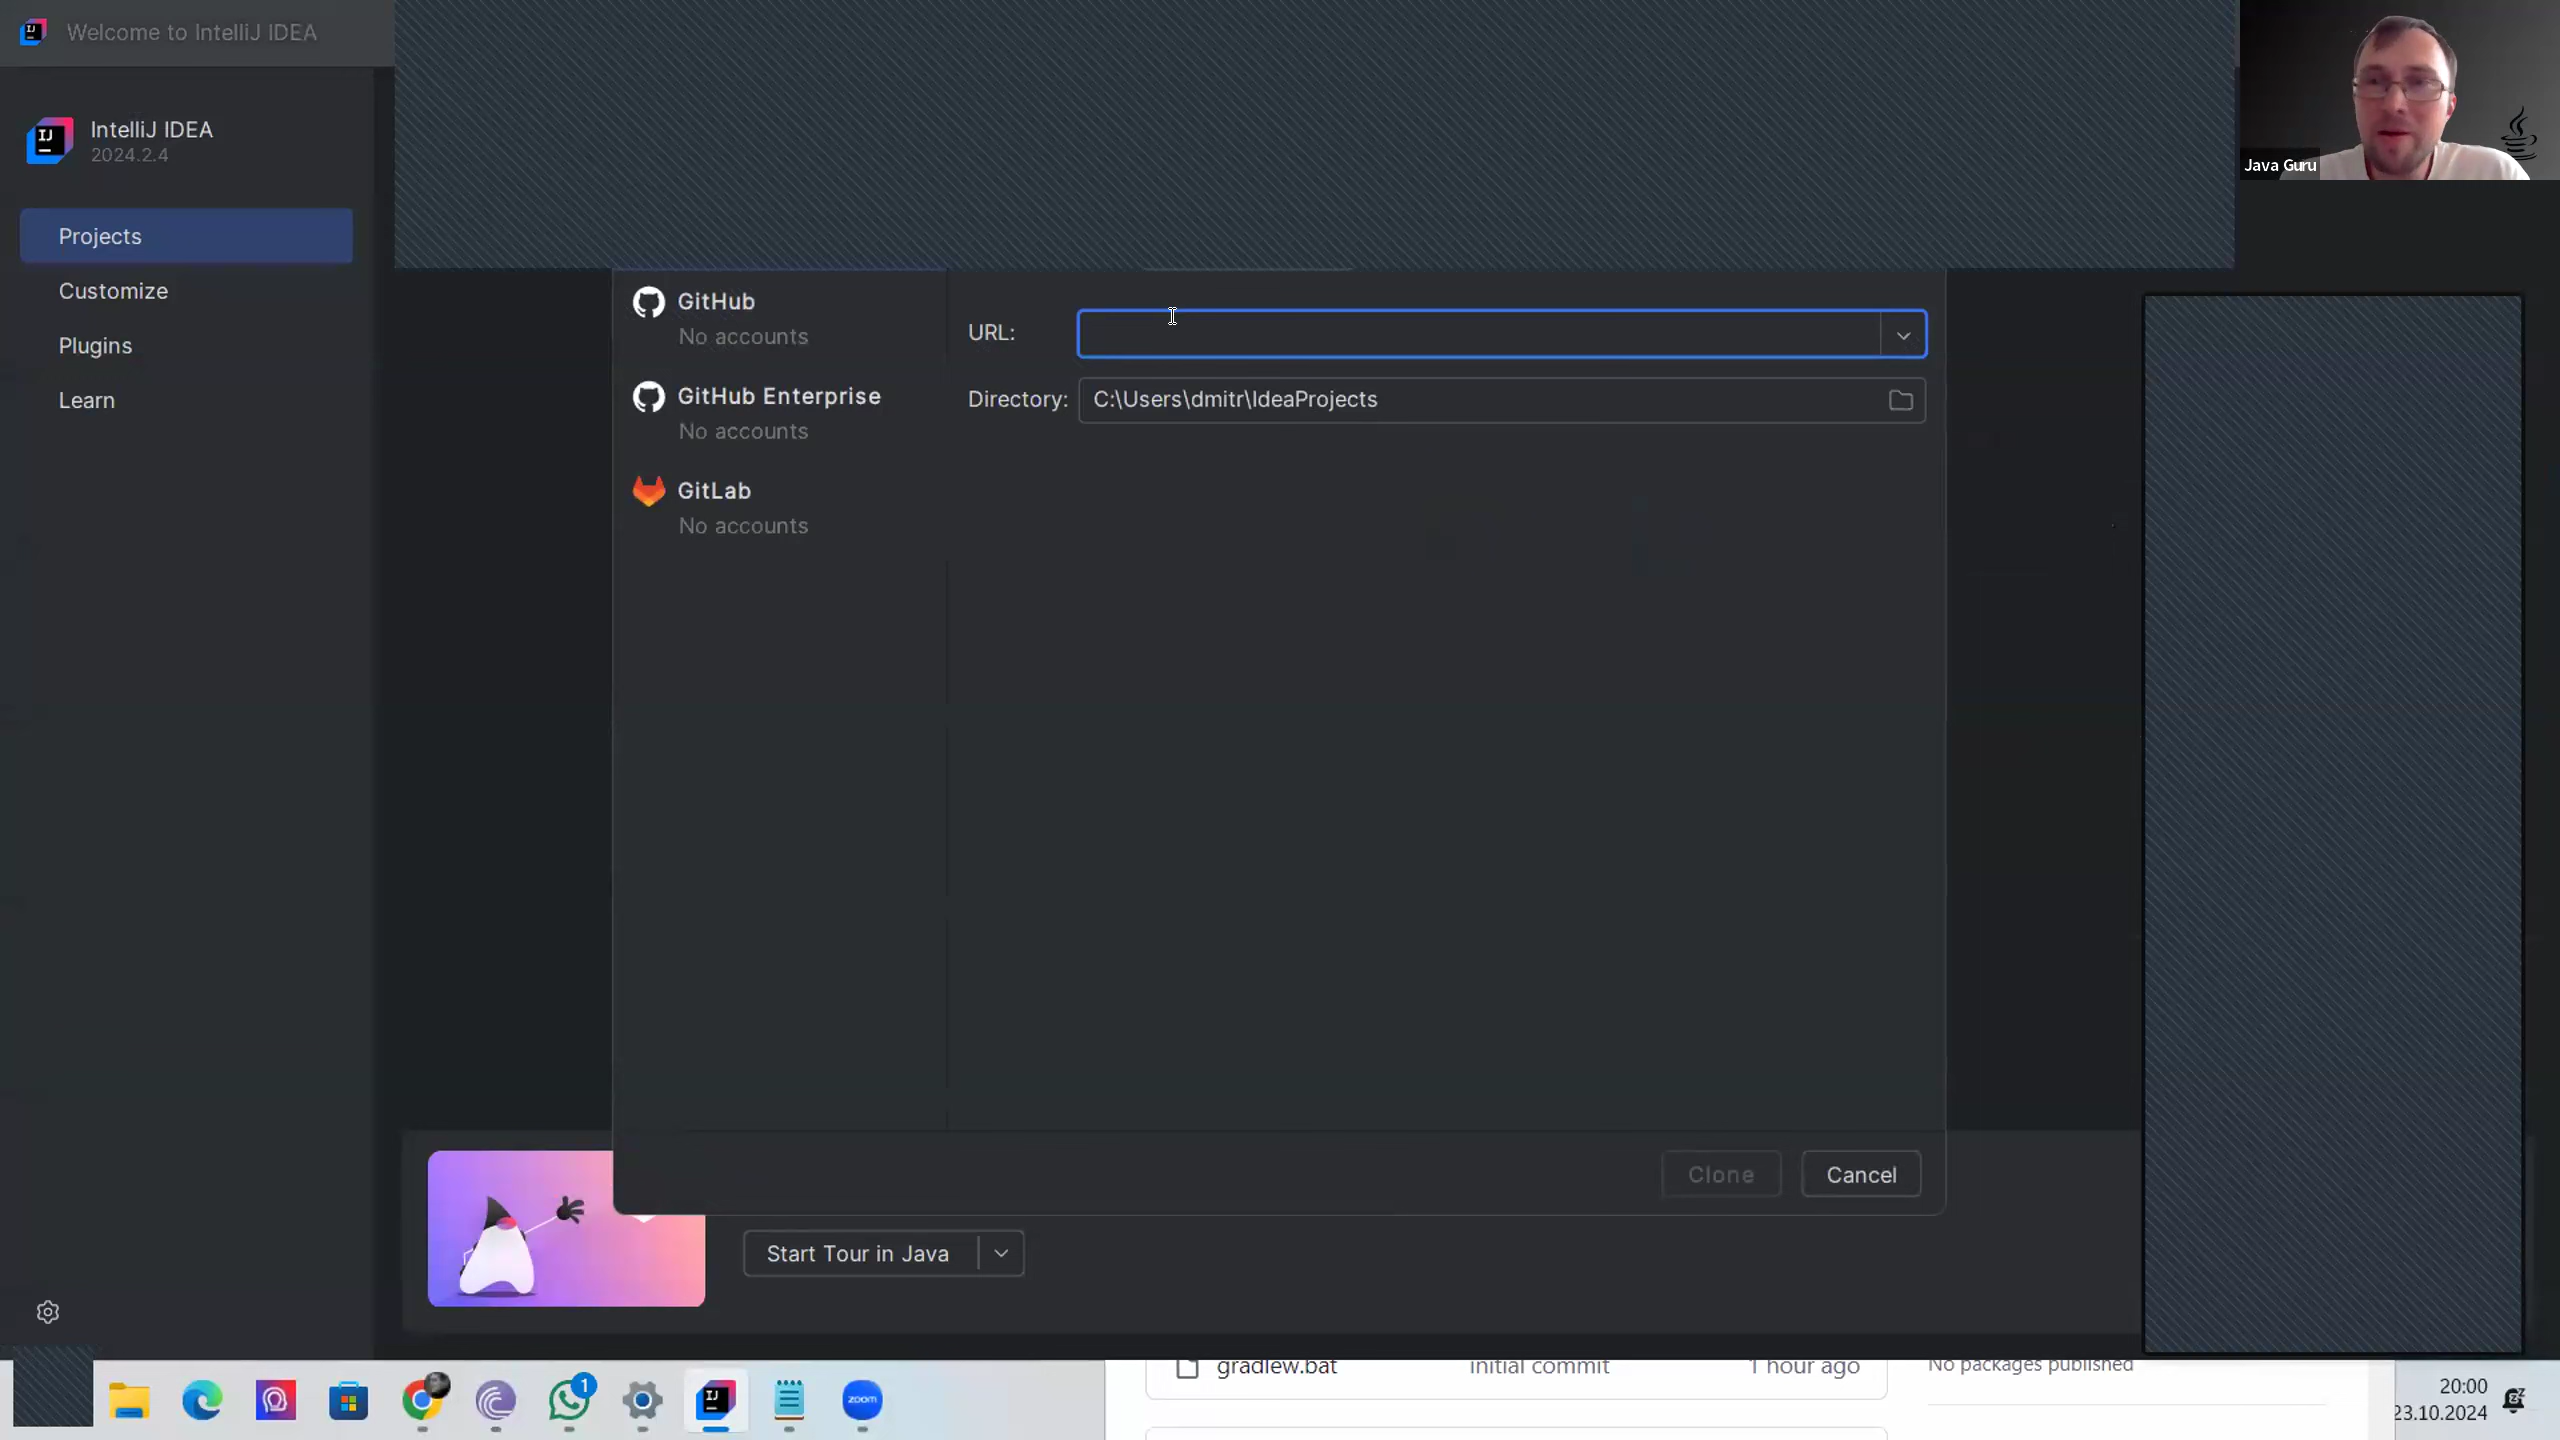 Welcome to IntelliJ IDEA
IntelliJ IDEA
2024.2.4
Projects
Customize
Plugins
Learn
Java Guru
GitHub
No accounts
GitHub Enterprise
No accounts
GitLab
No accounts
URL:
Directory: C:\Users\dmitr\IdeaProjects
Clone
Cancel
Start Tour in Java
gradlew.bat initial commit 1 hour ago
No packages published
1
zoom
20:00
23.10.2024